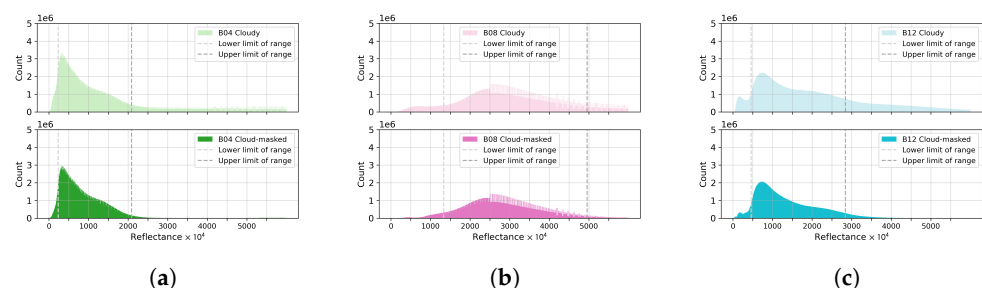 1e6
5
4
3
2
1
0
Count
B04 Cloudy
Lower limit of range
Upper limit of range
1e6
5
4
3
2
1
0
Count
B04 Cloud-masked
Lower limit of range
Upper limit of range
0 1000 2000 3000 4000 5000
Reflectance × 10⁴
(a)
1e6
5
4
3
2
1
0
Count
B08 Cloudy
Lower limit of range
Upper limit of range
1e6
5
4
3
2
1
0
Count
B08 Cloud-masked
Lower limit of range
Upper limit of range
0 1000 2000 3000 4000 5000
Reflectance × 10⁴
(b)
1e6
5
4
3
2
1
0
Count
B12 Cloudy
Lower limit of range
Upper limit of range
1e6
5
4
3
2
1
0
Count
B12 Cloud-masked
Lower limit of range
Upper limit of range
0 1000 2000 3000 4000 5000
Reflectance × 10⁴
(c)